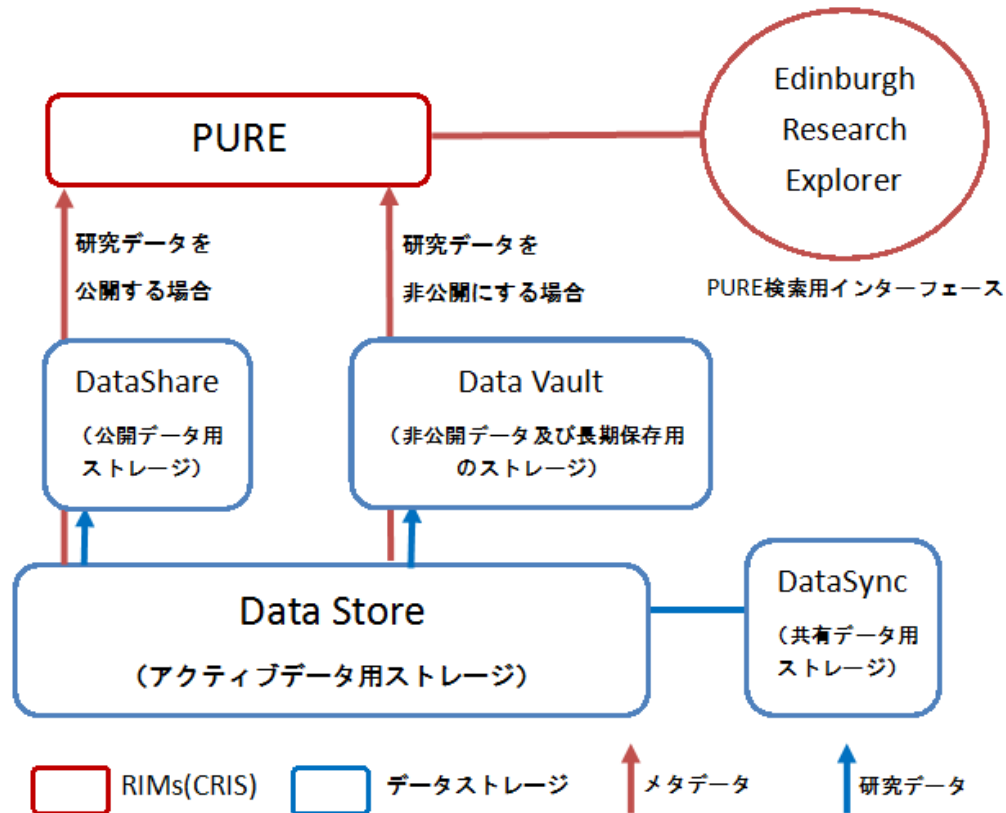 Edinburgh
Research
Explorer
PURE
PURE検索用インターフェース
研究データを
公開する場合
研究データを
非公開にする場合
DataShare
（公開データ用
ストレージ）
Data Vault
（非公開データ及び長期保存用
のストレージ）
Data Store
（アクティブデータ用ストレージ）
DataSync
（共有データ用
ストレージ）
RIMs(CRIS)
データストレージ
メタデータ
研究データ